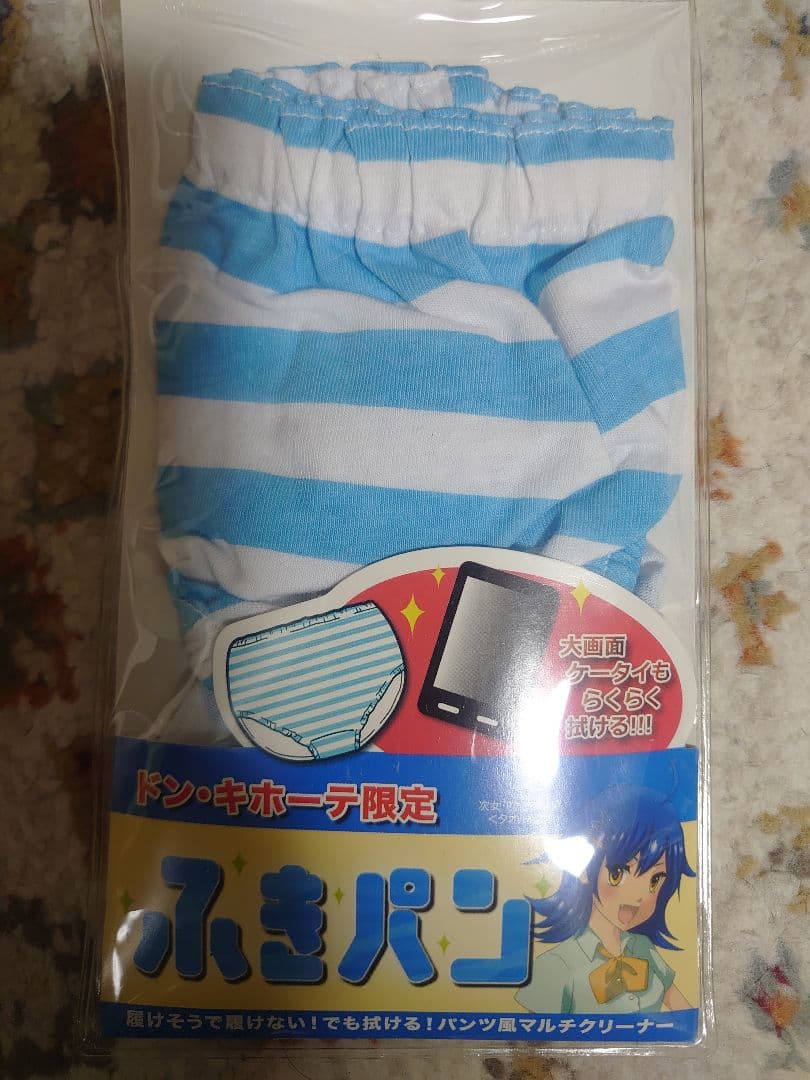 大画面
ケータイも
らくらく
拭ける!!!
ドン・キホーテ限定
次女・
ふきパン
履けそうで履けない!でも拭ける!パンツ風マルチクリーナー